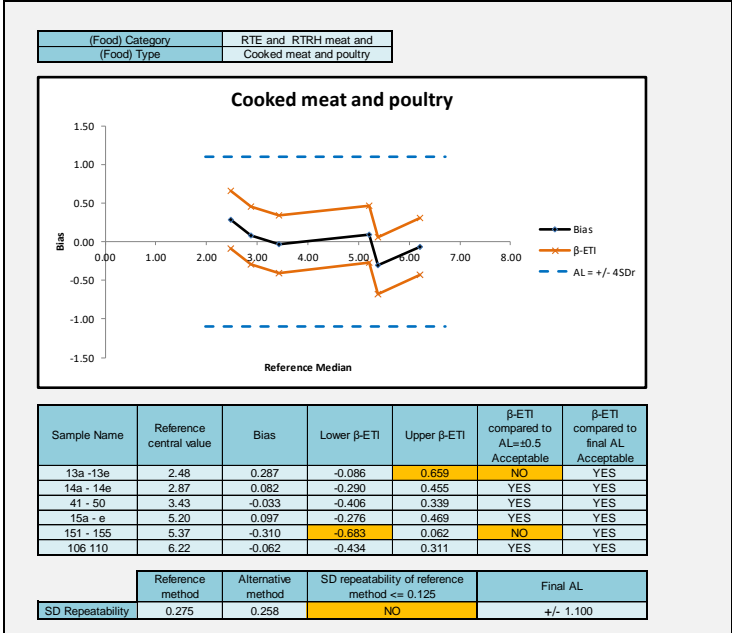 (Food) Category RTE and RTRH meat and
(Food) Type Cooked meat and poultry
Cooked meat and poultry
1.50
1.00
0.50
0.00
0.00 1.00 2.00 3.00 4.00 5.00 6.00 7.00 8.00
-0.50
-1.00
-1.50
Bias
Reference Median
Bias
β-ETI
AL = +/- 4SDr
Sample Name Reference central value Bias Lower β-ETI Upper β-ETI β-ETI compared to AL=±0.5 Acceptable β-ETI compared to final AL Acceptable
13a -13e 2.48 0.287 -0.086 0.659 NO YES
14a - 14e 2.87 0.082 -0.290 0.455 YES YES
41 - 50 3.43 -0.033 -0.406 0.339 YES YES
15a - e 5.20 0.097 -0.276 0.469 YES YES
151 - 155 5.37 -0.310 -0.683 0.062 NO YES
106 110 6.22 -0.062 -0.434 0.311 YES YES
Reference method Alternative method SD repeatability of reference method <= 0.125 Final AL
SD Repeatability 0.275 0.258 NO +/- 1.100